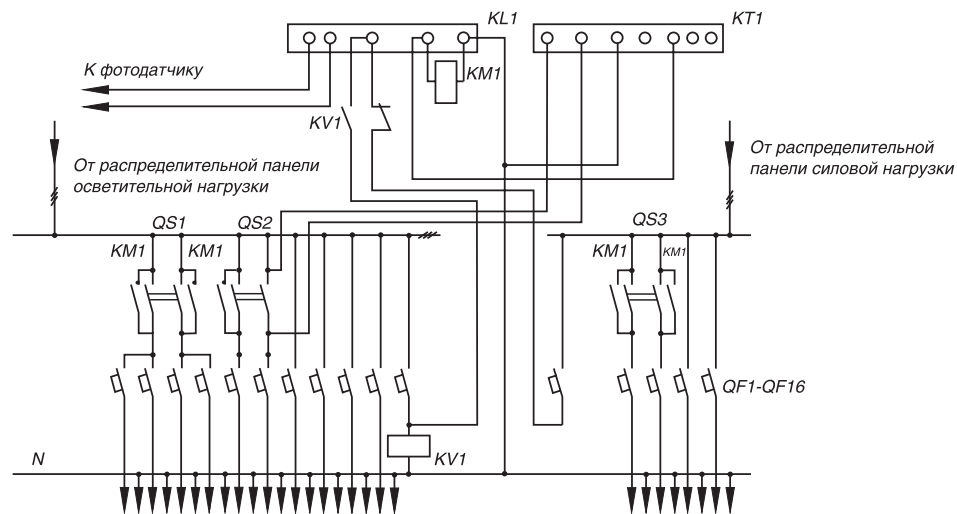 KL1
KT1
К фотодатчику
KM1
KV1
От распределительной панели
осветительной нагрузки
От распределительной
панели силовой нагрузки
QS1
QS2
QS3
KM1
KM1
KM1
KM1
QF1-QF16
N
KV1